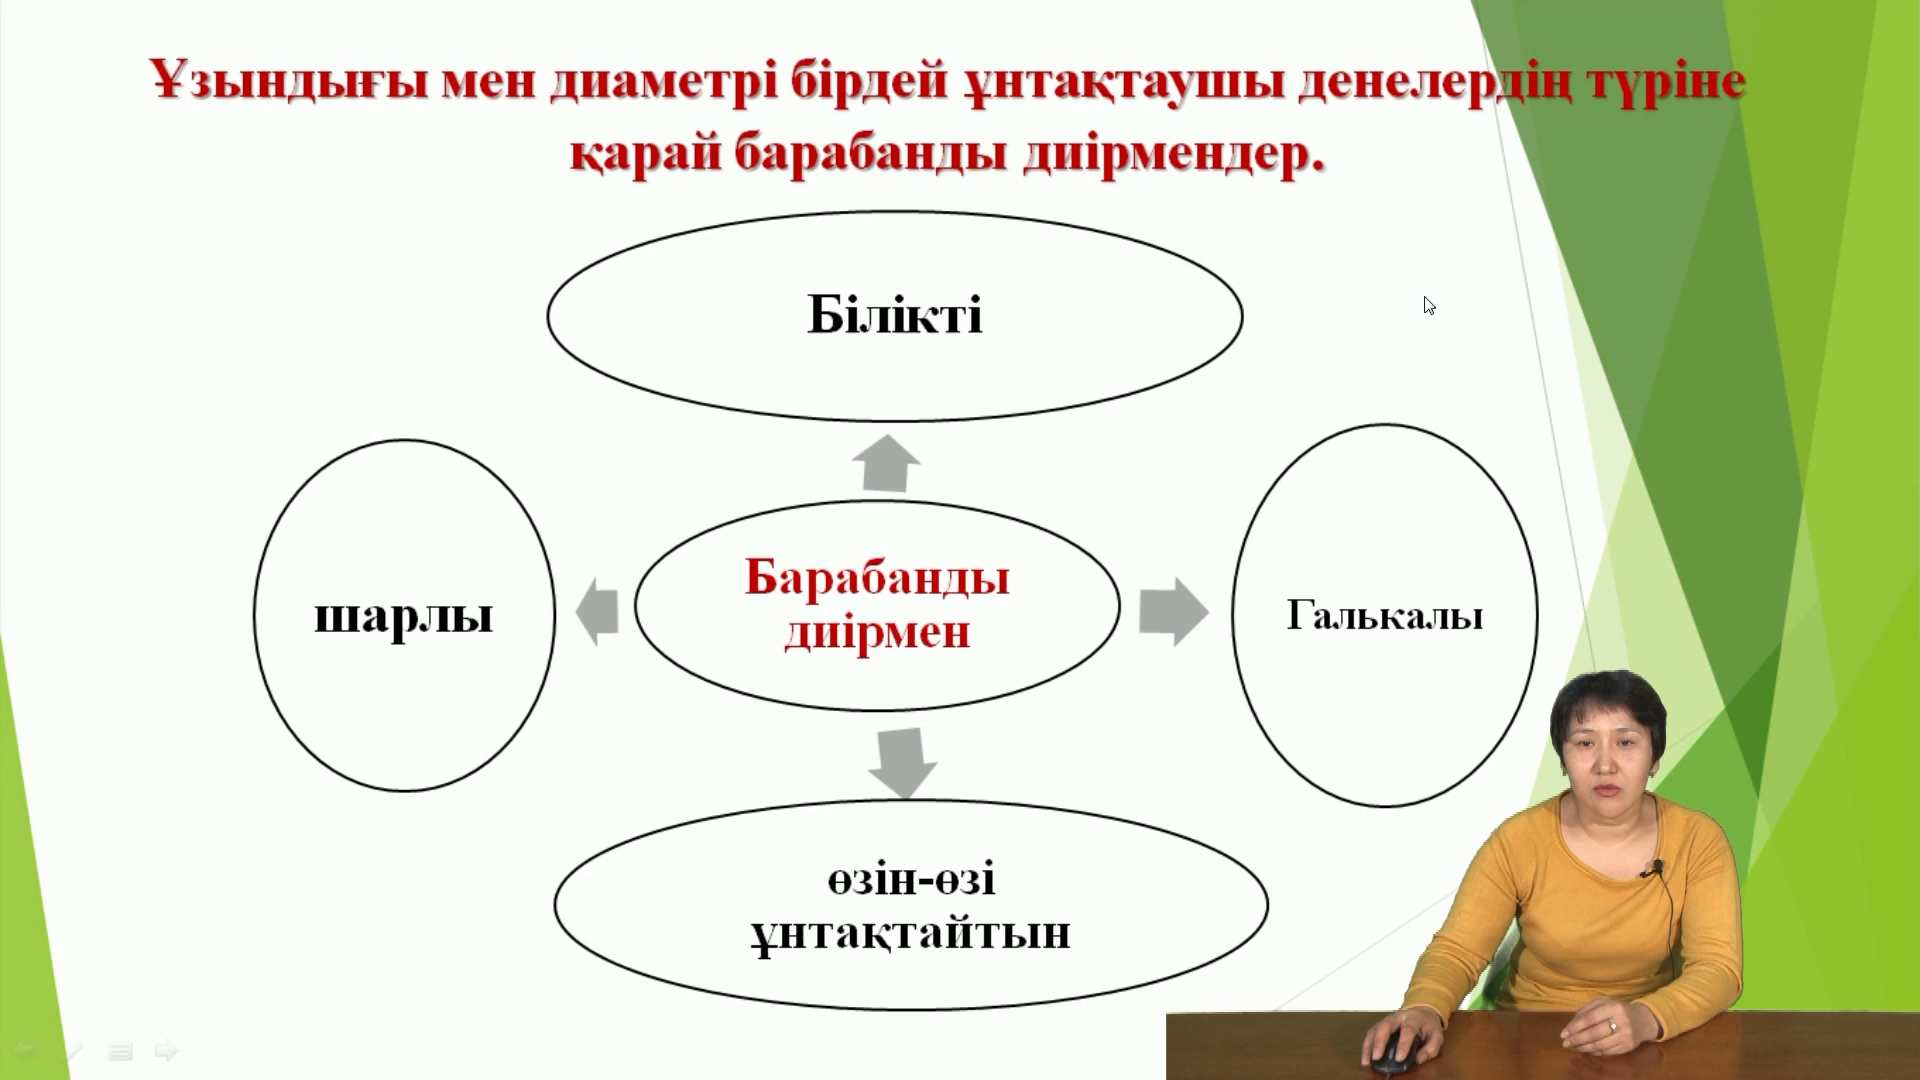 Ұзындығы мен диаметрі бірдей ұнтақтаушы денелердің түріне
қарай барабанды диірмендер.
Білікті
шарлы
Барабанды
диірмен
Галькалы
өзін-өзі
ұнтақтайтын